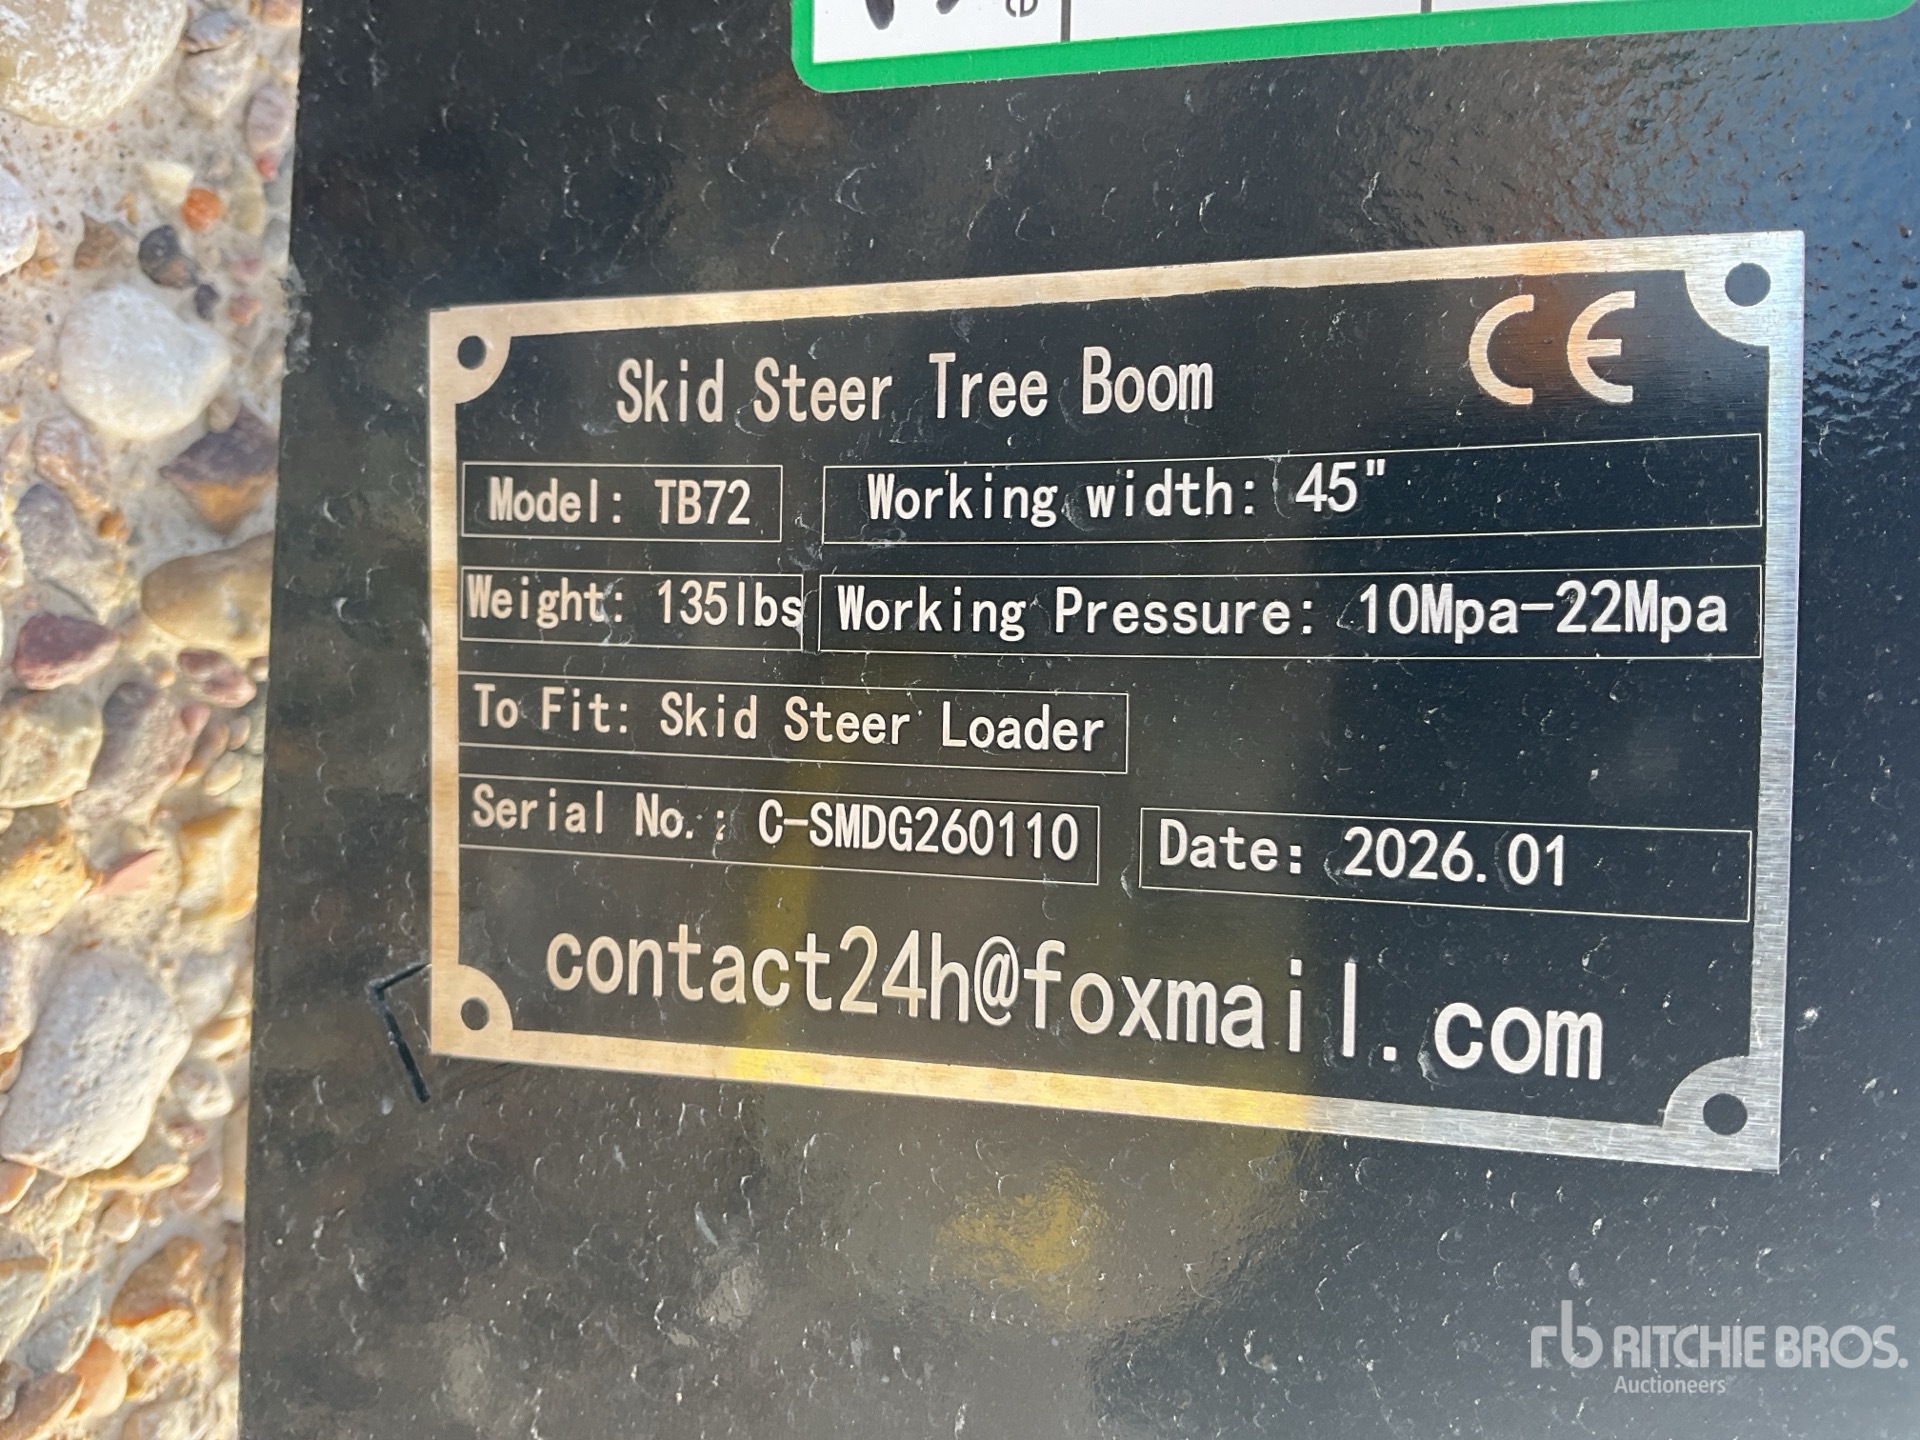 Skid Steer Tree Boom CE
Model: TB72 Working width: 45"
Weight: 135lbs Working Pressure: 10Mpa-22Mpa
To Fit: Skid Steer Loader
Serial No.: C-SMDG260110 Date: 2026.01
contact24h@foxmail.com
rb RITCHIE BROS.
Auctioneers